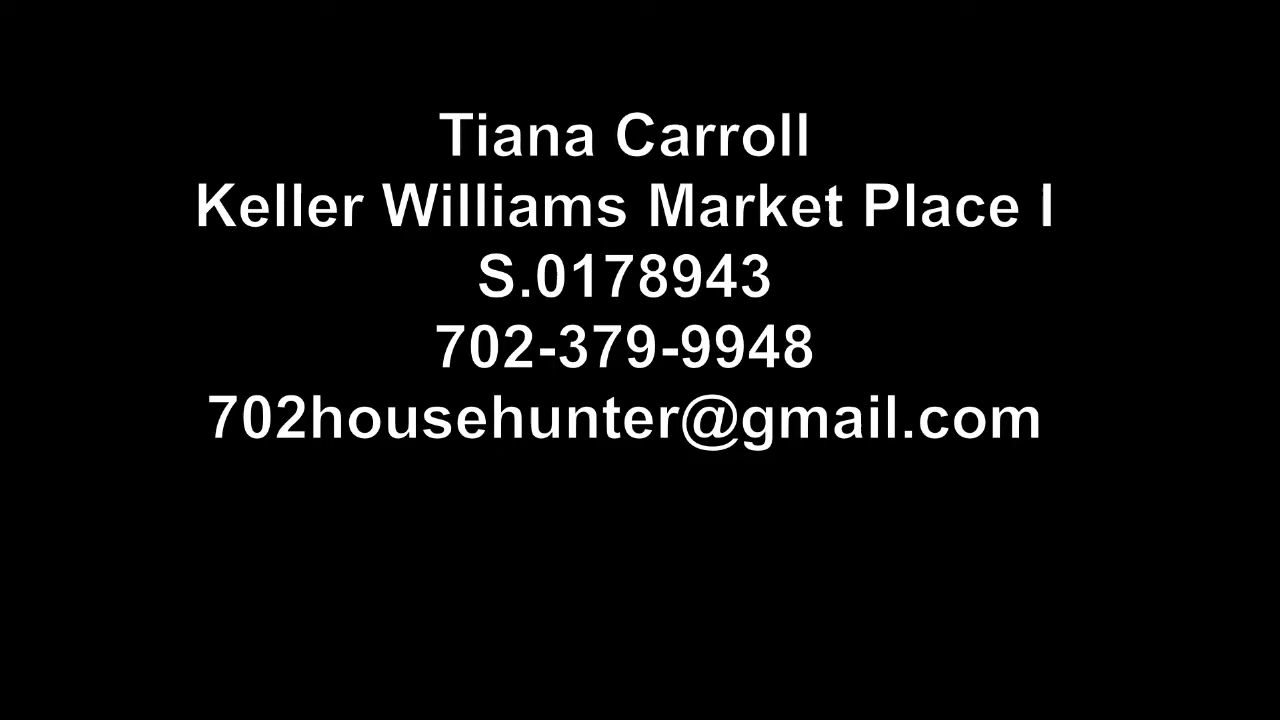 Tiana Carroll
Keller Williams Market Place I
S.0178943
702-379-9948
702househunter@gmail.com